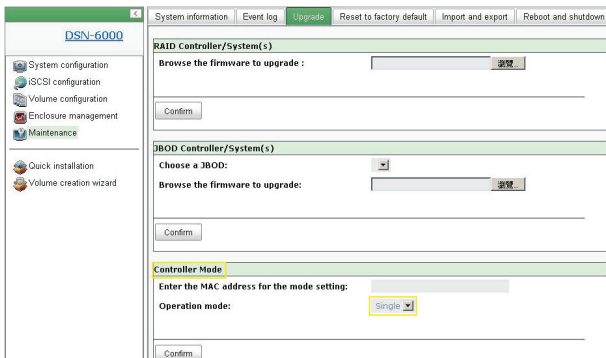 DSN-6000
System configuration
iSCSI configuration
Volume configuration
Enclosure management
Maintenance
Quick installation
Volume creation wizard
System information Event log Upgrade Reset to factory default Import and export Reboot and shutdown
RAID Controller/System(s)
Browse the firmware to upgrade : 瀏覽...
Confirm
JBOD Controller/System(s)
Choose a JBOD:
Browse the firmware to upgrade: 瀏覽...
Confirm
Controller Mode
Enter the MAC address for the mode setting:
Operation mode: Single
Confirm